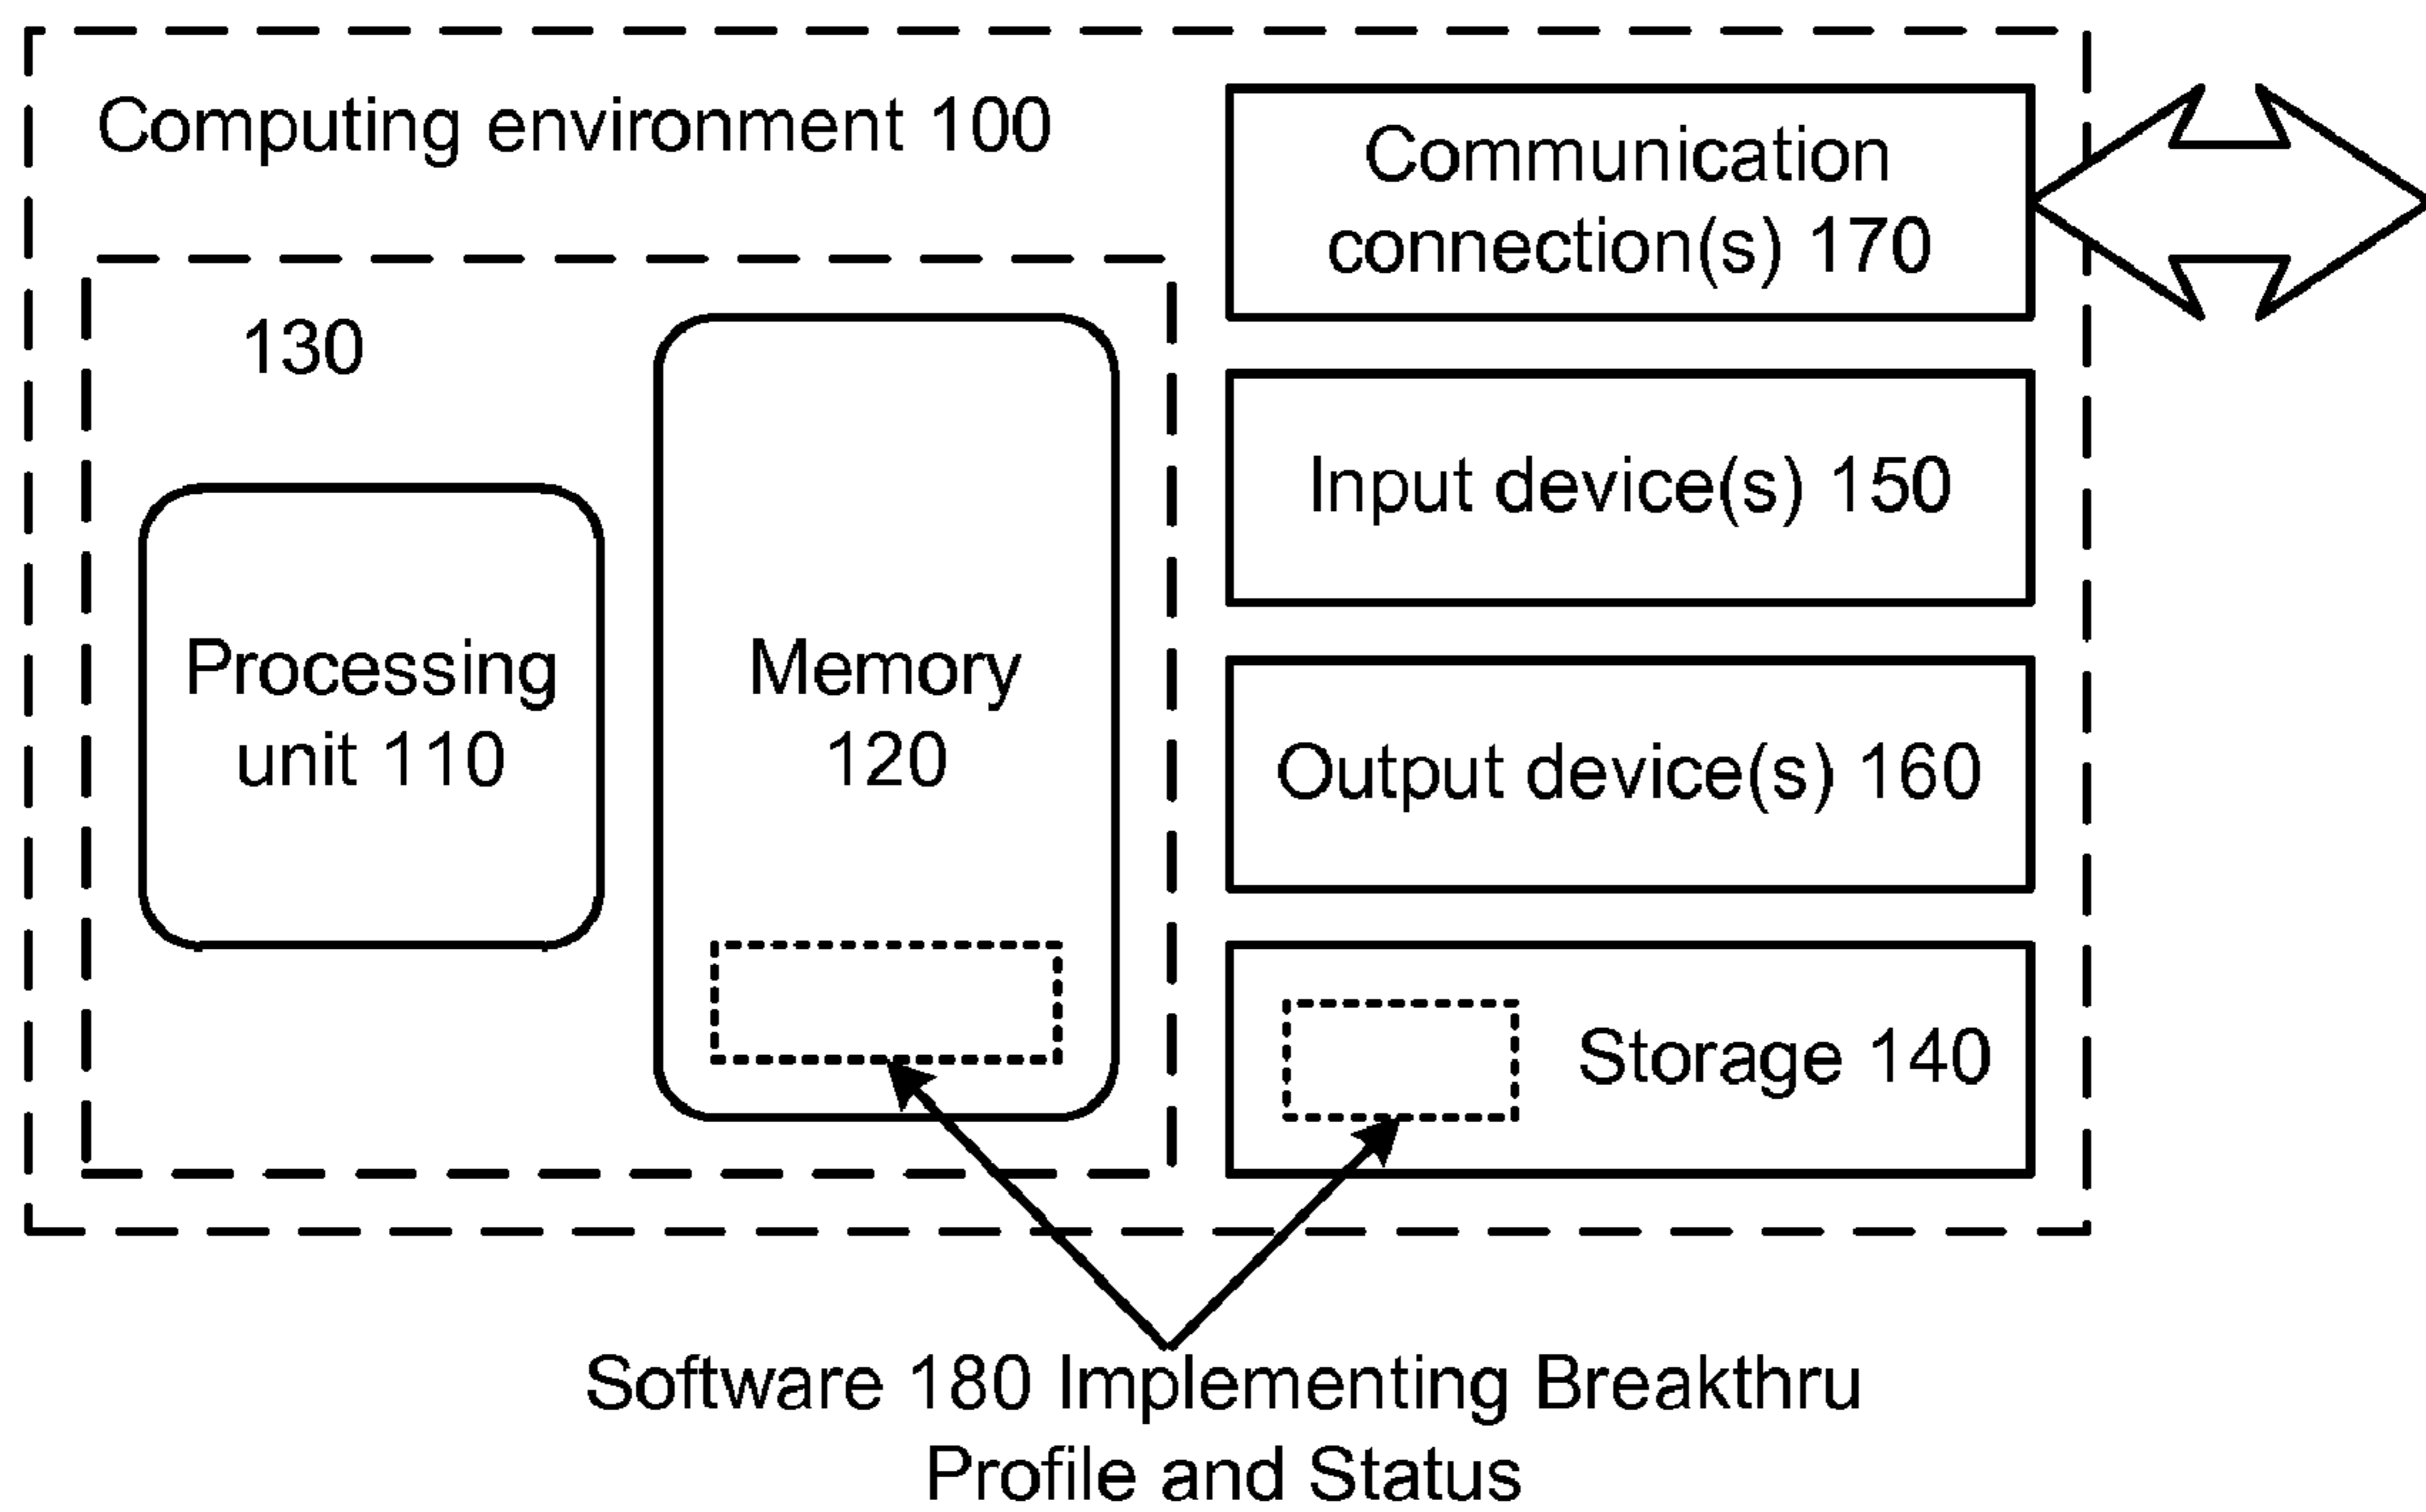 Computing environment 100
Communication
connection(s) 170
130
Input device(s) 150
Processing
unit 110
Memory
120
Output device(s) 160
Storage 140
Software 180 Implementing Breakthru
Profile and Status